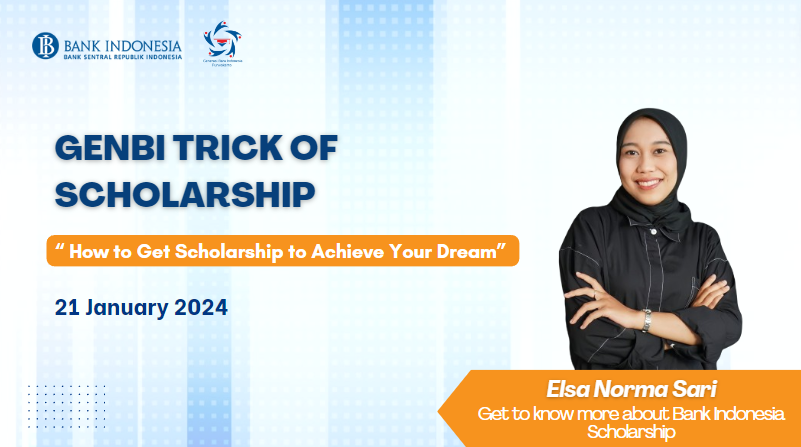 BANK INDONESIA
BANK SENTRAL REPUBLIK INDONESIA
GENBI TRICK OF
SCHOLARSHIP
“ How to Get Scholarship to Achieve Your Dream”
21 January 2024
Elsa Norma Sari
Get to know more about Bank Indonesia
Scholarship